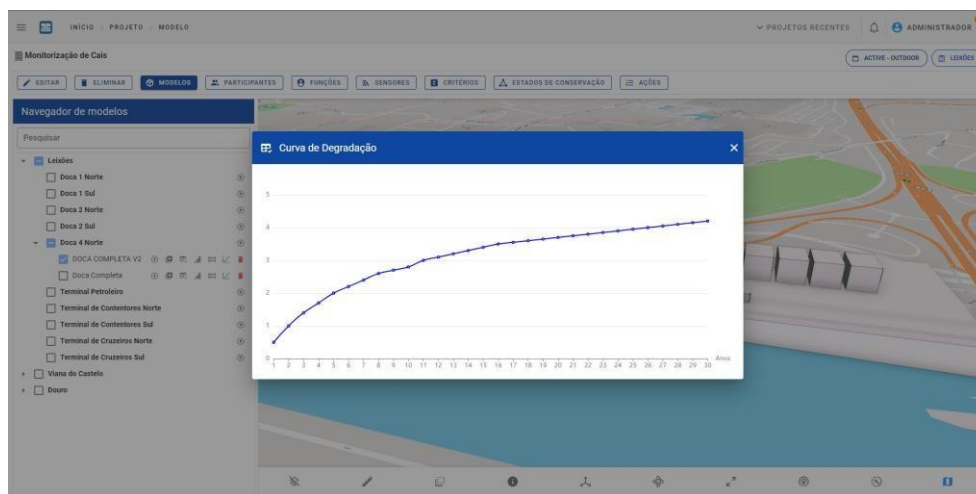 INÍCIO / PROJETO / MODELO
PROJETOS RECENTES
ADMINISTRADOR
Monitorização de Cais
ACTIVE - OUTDOOR
LEIXÕES
EDITAR
ELIMINAR
MODELOS
PARTICIPANTES
FUNÇÕES
SENSORES
CRITÉRIOS
ESTADOS DE CONSERVAÇÃO
AÇÕES
Navegador de modelos
Pesquisar
Leixões
Doca 1 Norte
Doca 1 Sul
Doca 2 Norte
Doca 2 Sul
Doca 4 Norte
DOCA COMPLETA V2
Doca Completa
Terminal Petroleiro
Terminal de Contentores Norte
Terminal de Contentores Sul
Terminal de Cruzeiros Norte
Terminal de Cruzeiros Sul
Viana do Castelo
Douro
Curva de Degradação
5
4
3
2
1
0
1 2 3 4 5 6 7 8 9 10 11 12 13 14 15 16 17 18 19 20 21 22 23 24 25 26 27 28 29 30
Anos